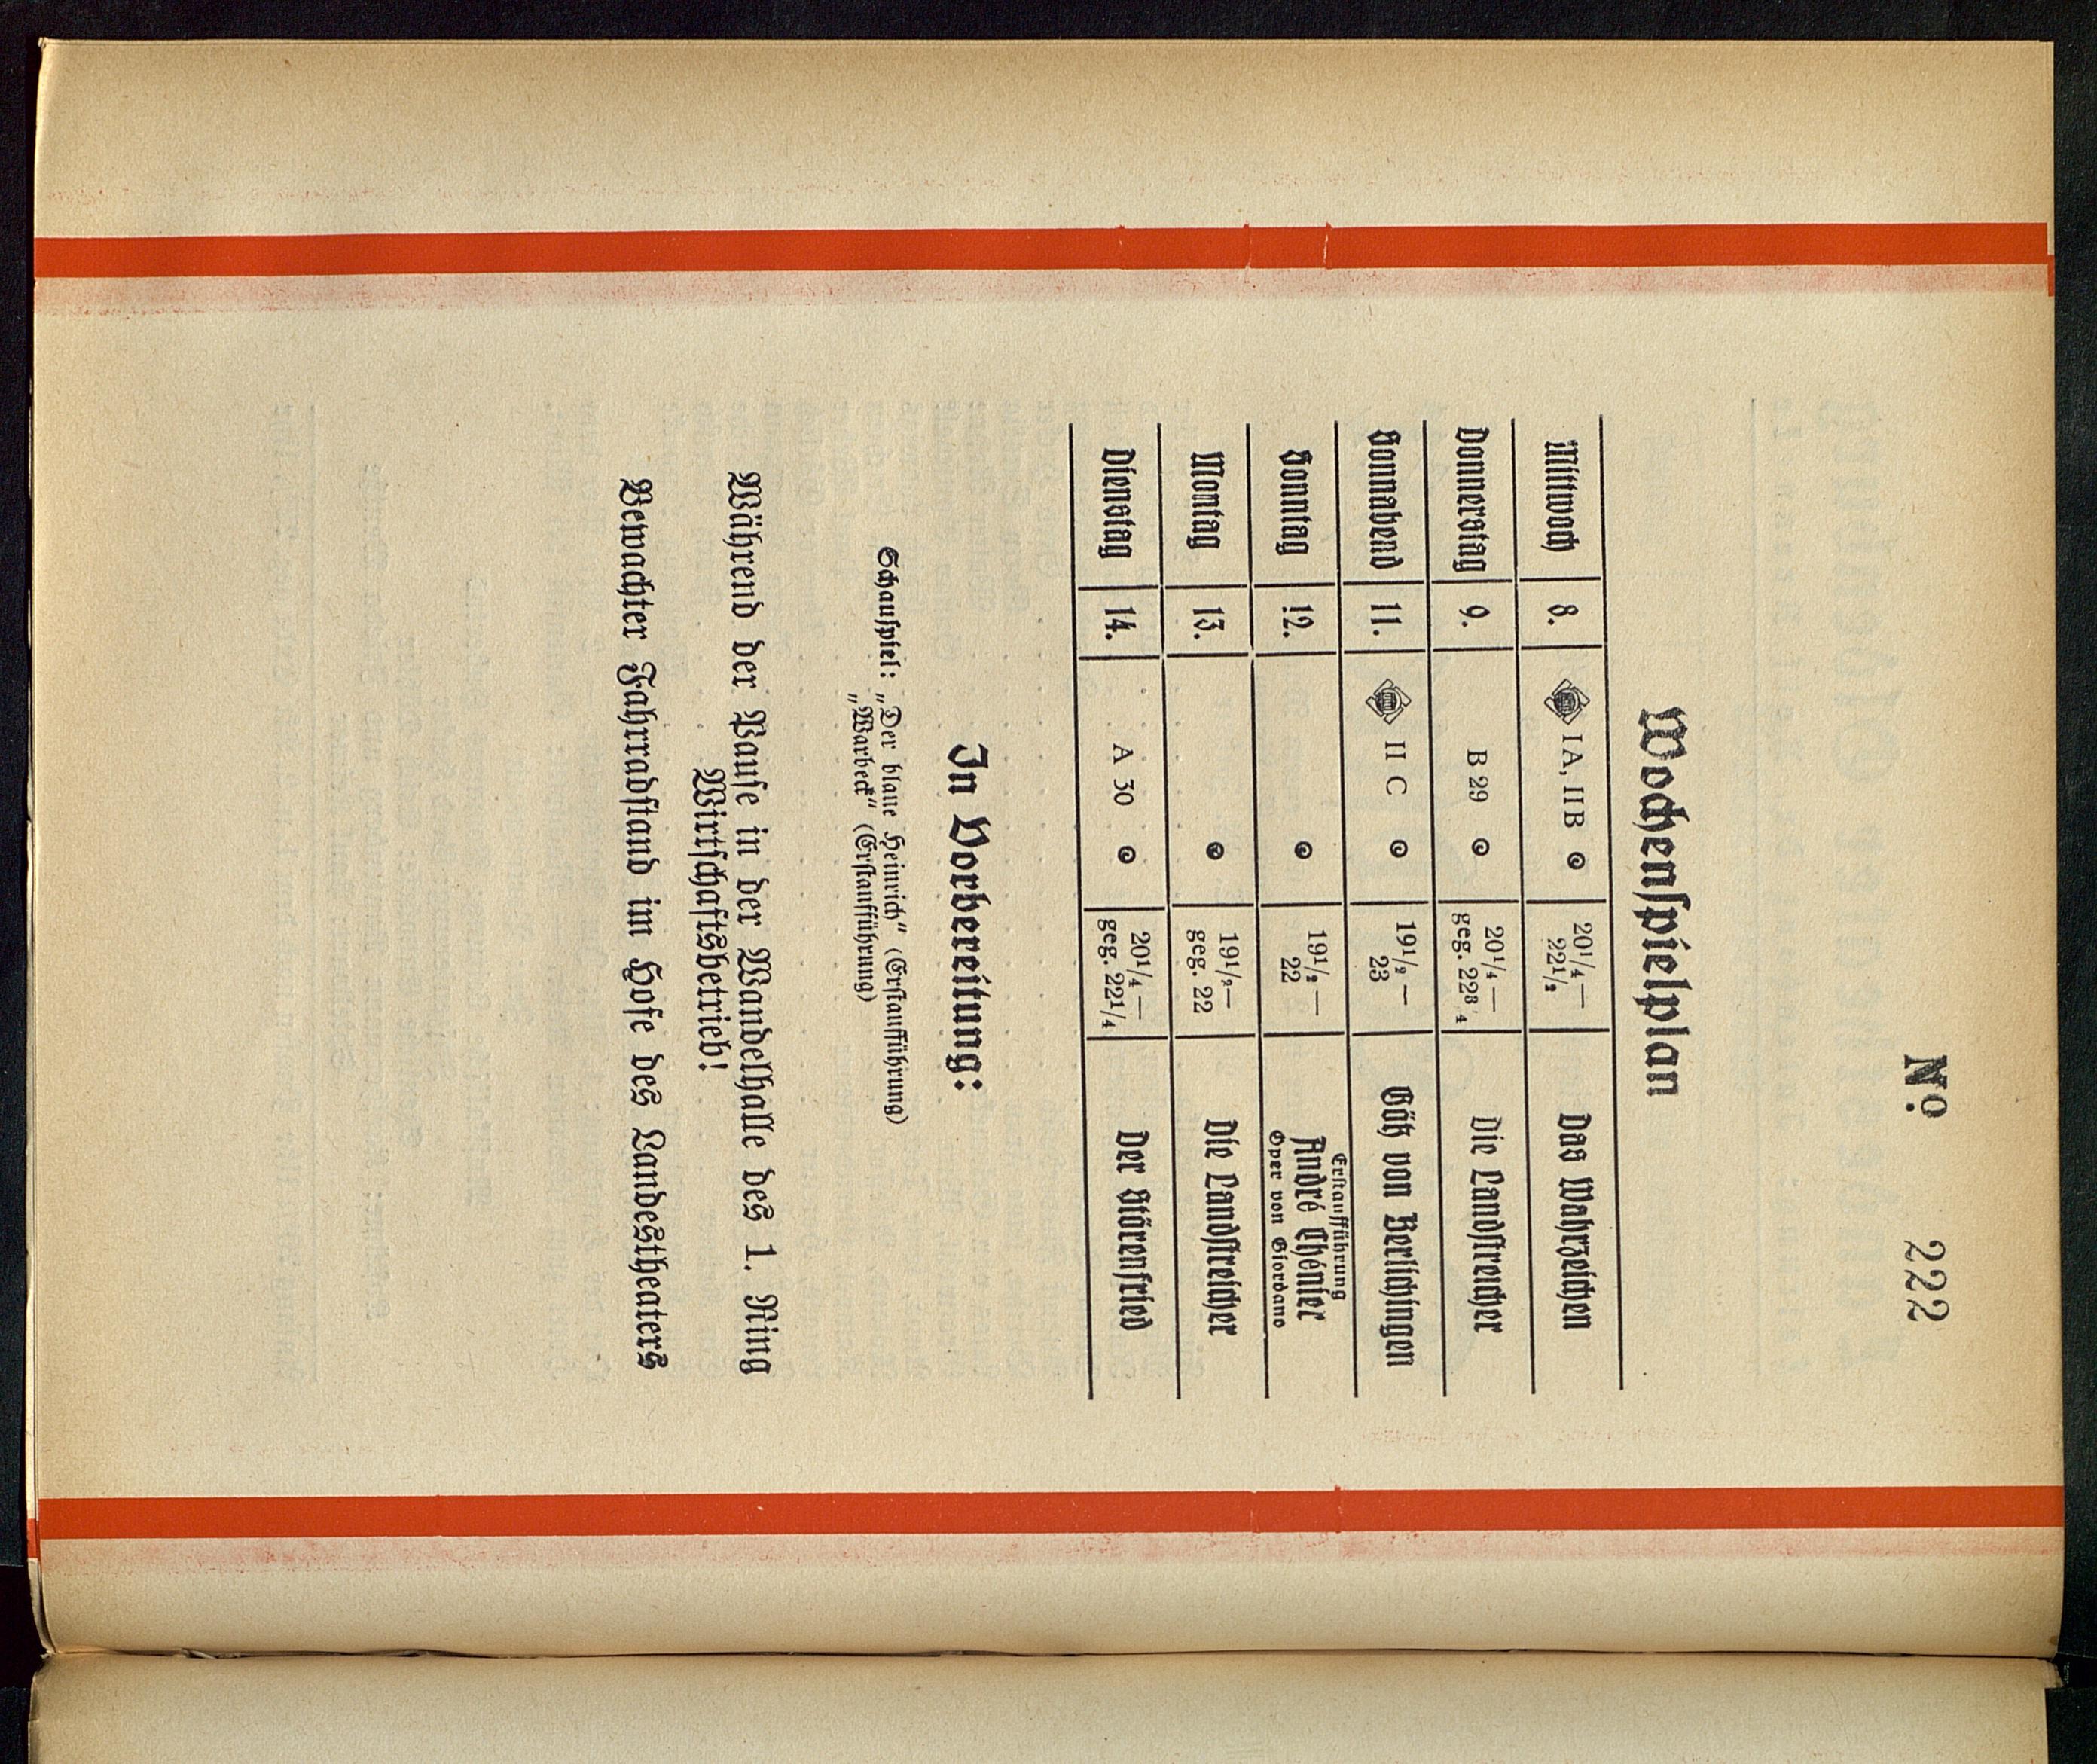 No 222
Wochenspielplan
Mittwoch 8. I A, II B 20¹/₄—
22¹/₂ Das Wahrzeichen
Donnerstag 9. B 29 20¹/₄—
geg. 22³/₄ Die Landstreicher
Sonnabend 11. II C 19¹/₂—
23 Götz von Berlichingen
Sonntag 12. 19¹/₂—
22 Erstaufführung
André Chénier
Oper von Giordano
Montag 13. 19¹/₂—
geg. 22 Die Landstreicher
Dienstag 14. A 30 20¹/₄—
geg. 22¹/₄ Der Störenfried
In Vorbereitung:
Schauspiel: „Der blaue Heinrich“ (Erstaufführung)
„Warbeck“ (Erstaufführung)
Während der Pause in der Wandelhalle des 1. Ring
Wirtschaftsbetrieb!
Bewachter Fahrradstand im Hofe des Landestheaters